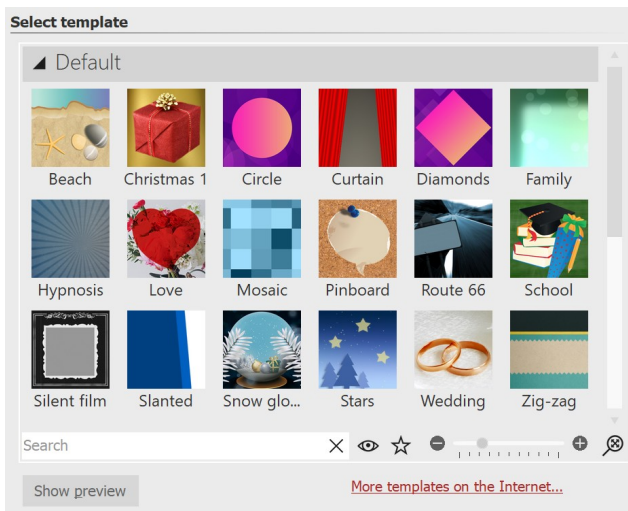 Select template
Default
Beach Christmas 1 Circle Curtain Diamonds Family
Hypnosis Love Mosaic Pinboard Route 66 School
Silent film Slanted Snow glo... Stars Wedding Zig-zag
Search
Show preview More templates on the Internet...